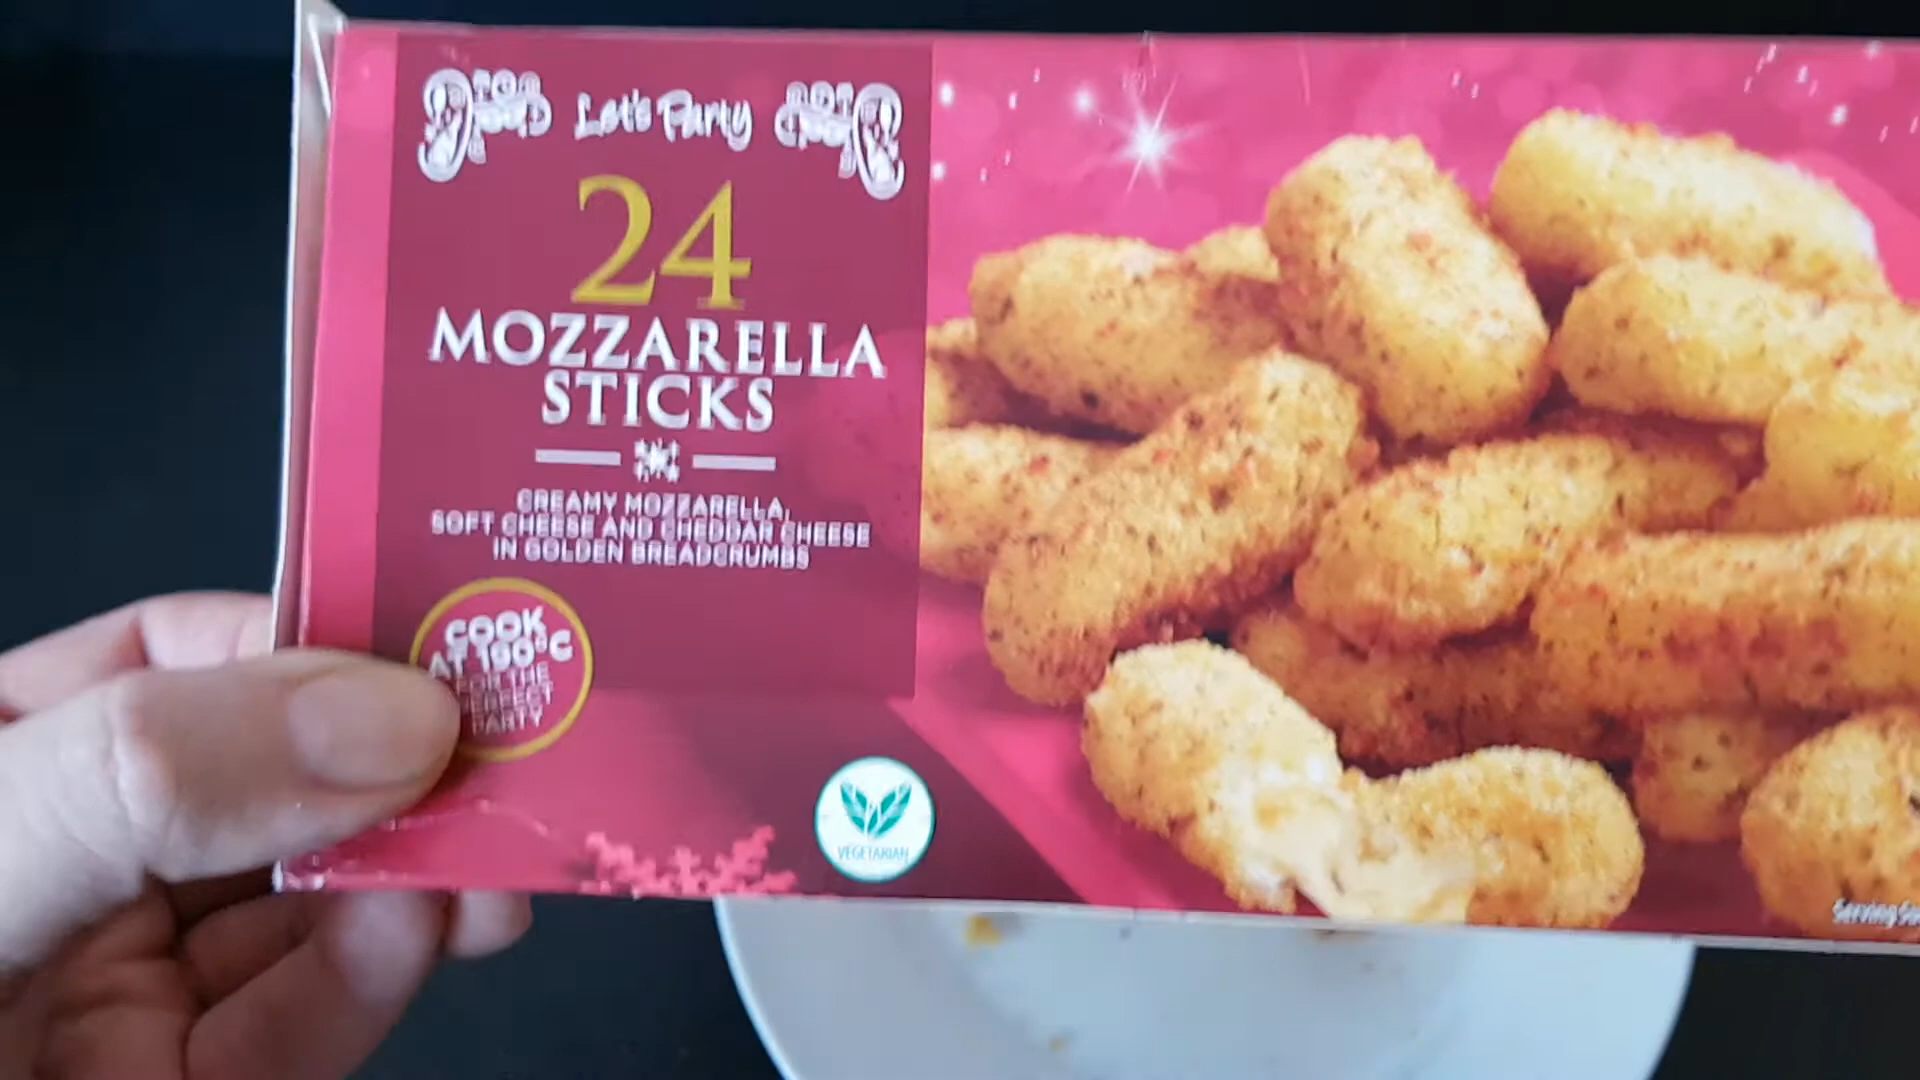 Let's Party
24
MOZZARELLA
STICKS
CREAMY MOZZARELLA,
SOFT CHEESE AND CHEDDAR CHEESE
IN GOLDEN BREADCRUMBS
COOK
AT 190°C
FOR THE
PERFECT
PARTY
VEGETARIAN
Serving